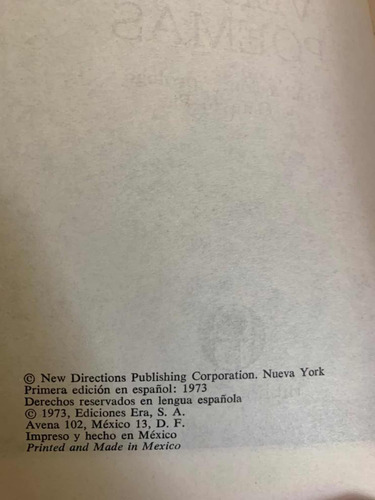 POEMAS
© New Directions Publishing Corporation. Nueva York
Primera edición en español: 1973
Derechos reservados en lengua española
© 1973, Ediciones Era, S. A.
Avena 102, México 13, D. F.
Impreso y hecho en México
Printed and Made in Mexico